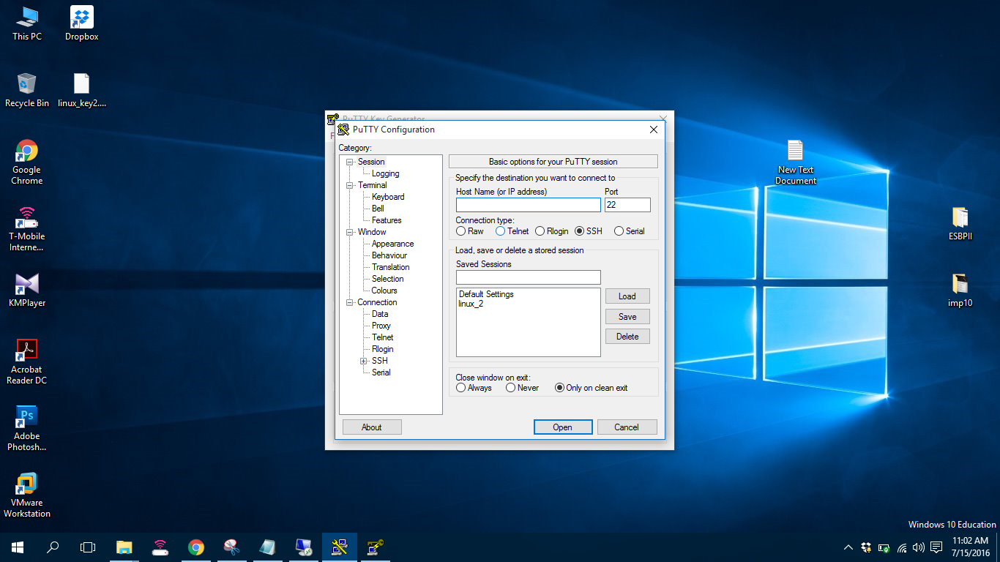 This PC
Dropbox
Recycle Bin
linux_key2....
Google
Chrome
T-Mobile
Interne...
KMPlayer
Acrobat
Reader DC
Ps
Adobe
Photosh...
VMware
Workstation
PuTTY Key Generator
F
PuTTY Configuration
Category:
Session
Logging
Terminal
Keyboard
Bell
Features
Window
Appearance
Behaviour
Translation
Selection
Colours
Connection
Data
Proxy
Telnet
Rlogin
SSH
Serial
Basic options for your PuTTY session
Specify the destination you want to connect to
Host Name (or IP address)
Port
22
Connection type:
Raw Telnet Rlogin SSH Serial
Load, save or delete a stored session
Saved Sessions
Default Settings
linux_2
Load
Save
Delete
Close window on exit:
Always Never Only on clean exit
About
Open
Cancel
New Text
Document
ESBPII
imp10
Windows 10 Education
11:02 AM
7/15/2016